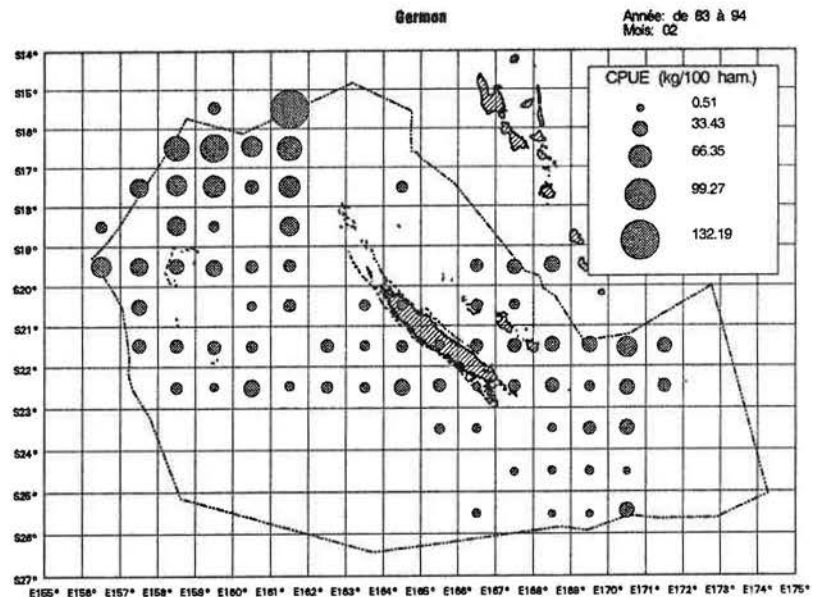 Germon
Année: de 83 à 94
Mois: 02
CPUE (kg/100 ham.)
0.51
33.43
66.35
99.27
132.19
S14°
S15°
S16°
S17°
S18°
S19°
S20°
S21°
S22°
S23°
S24°
S25°
S26°
S27°
E155° E156° E157° E158° E159° E160° E161° E162° E163° E164° E165° E166° E167° E168° E169° E170° E171° E172° E173° E174° E175°